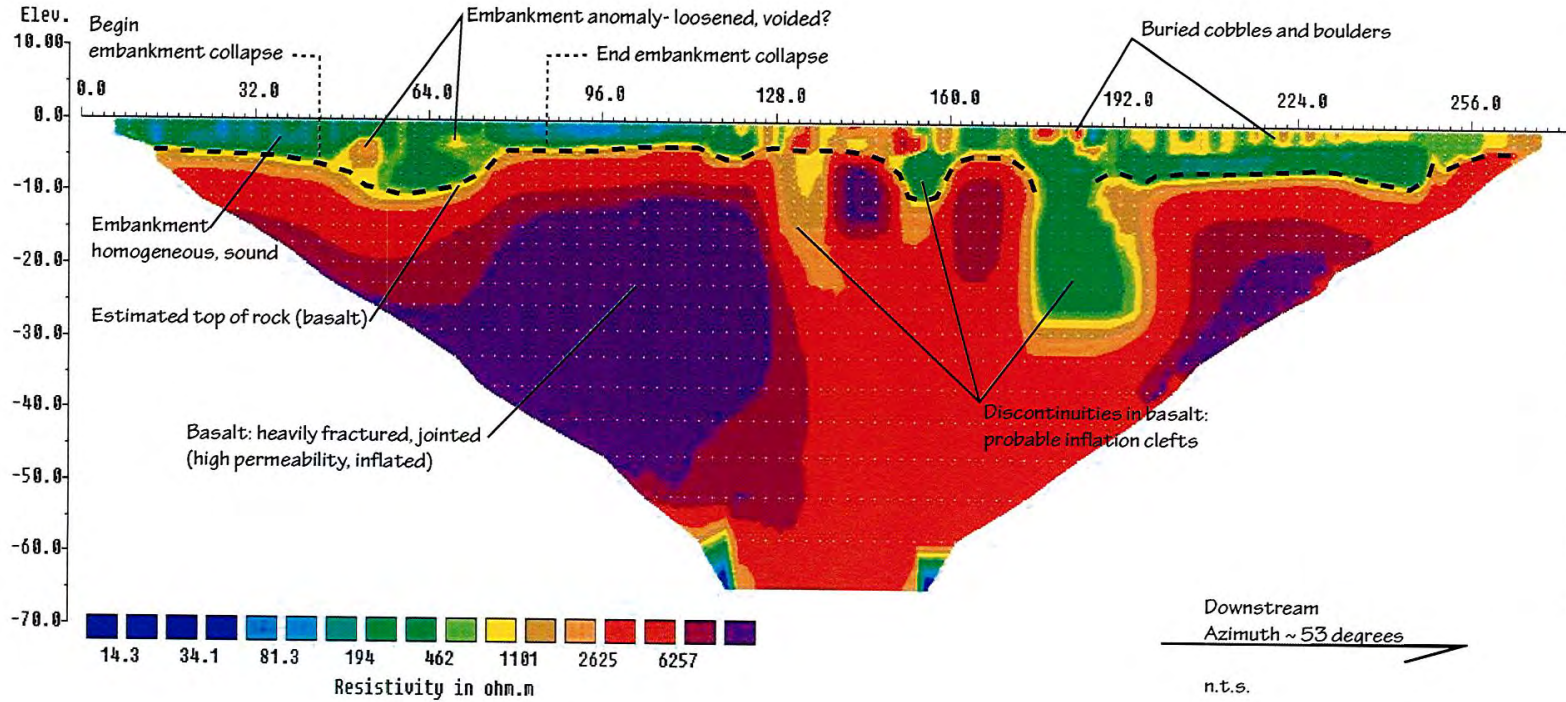 Elev.
10.00
0.0
-10.0
-20.0
-30.0
-40.0
-50.0
-60.0
-70.0
Begin
embankment collapse
Embankment anomaly- loosened, voided?
End embankment collapse
Buried cobbles and boulders
0.0 32.0 64.0 96.0 128.0 160.0 192.0 224.0 256.0
Embankment
homogeneous, sound
Estimated top of rock (basalt)
Basalt: heavily fractured, jointed
(high permeability, inflated)
Discontinuities in basalt:
probable inflation clefts
14.3 34.1 81.3 194 462 1101 2625 6257
Resistivity in ohm.m
Downstream
Azimuth ~ 53 degrees
n.t.s.